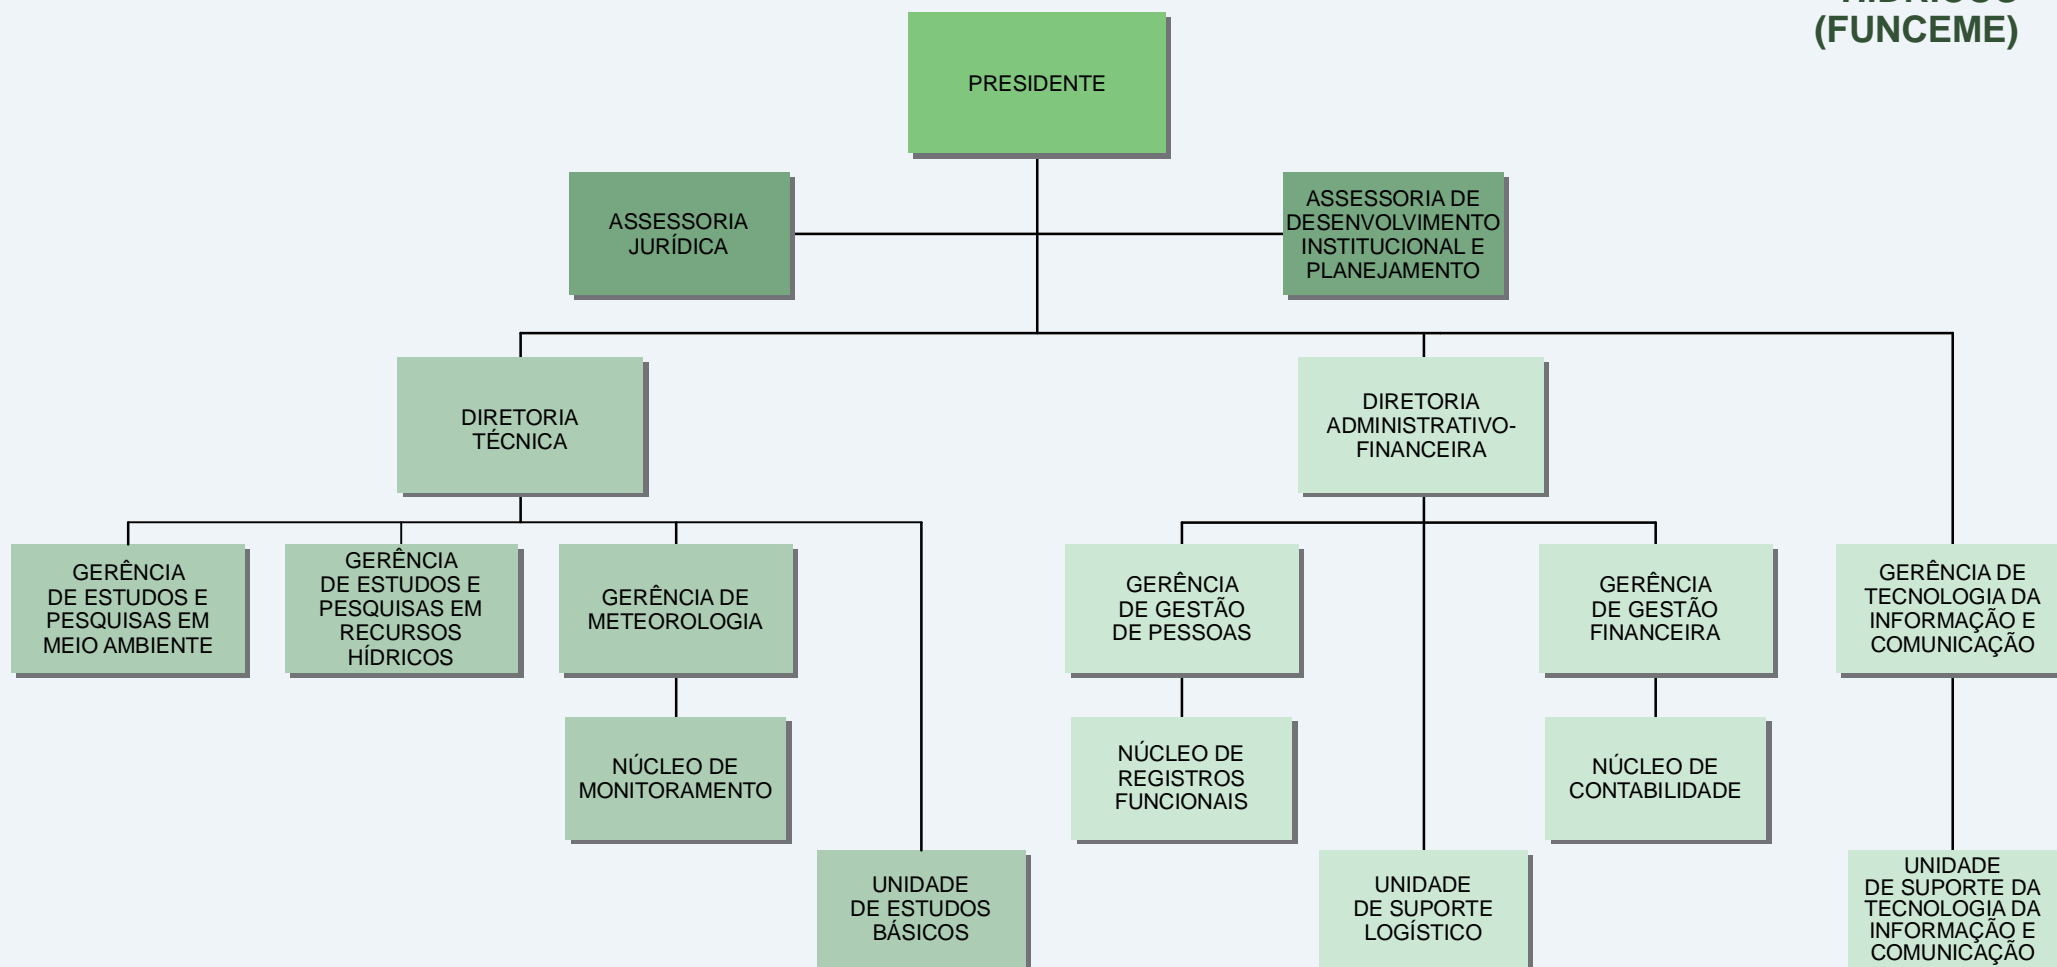 HÍDRICOS
(FUNCEME)
PRESIDENTE
ASSESSORIA
JURÍDICA
ASSESSORIA DE
DESENVOLVIMENTO
INSTITUCIONAL E
PLANEJAMENTO
DIRETORIA
TÉCNICA
DIRETORIA
ADMINISTRATIVO-
FINANCEIRA
GERÊNCIA
DE ESTUDOS E
PESQUISAS EM
MEIO AMBIENTE
GERÊNCIA
DE ESTUDOS E
PESQUISAS EM
RECURSOS
HÍDRICOS
GERÊNCIA DE
METEOROLOGIA
GERÊNCIA
DE GESTÃO
DE PESSOAS
GERÊNCIA
DE GESTÃO
FINANCEIRA
GERÊNCIA DE
TECNOLOGIA DA
INFORMAÇÃO E
COMUNICAÇÃO
NÚCLEO DE
MONITORAMENTO
NÚCLEO DE
REGISTROS
FUNCIONAIS
NÚCLEO DE
CONTABILIDADE
UNIDADE
DE ESTUDOS
BÁSICOS
UNIDADE
DE SUPORTE
LOGÍSTICO
UNIDADE
DE SUPORTE DA
TECNOLOGIA DA
INFORMAÇÃO E
COMUNICAÇÃO